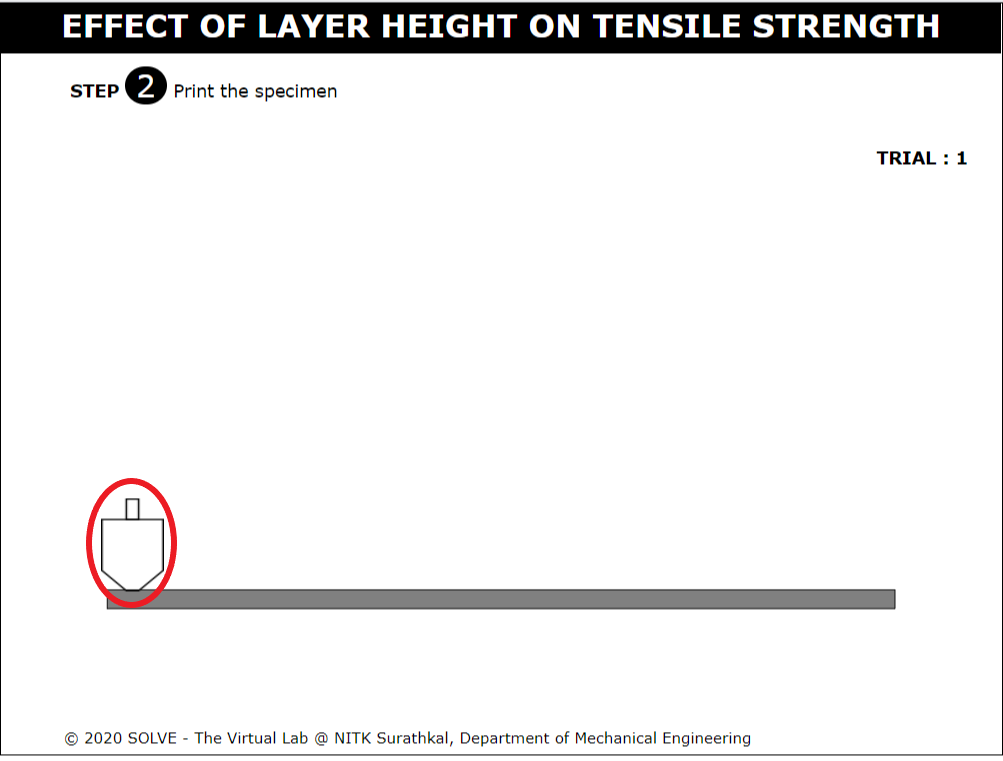 EFFECT OF LAYER HEIGHT ON TENSILE STRENGTH
STEP 2 Print the specimen
TRIAL : 1
© 2020 SOLVE - The Virtual Lab @ NITK Surathkal, Department of Mechanical Engineering